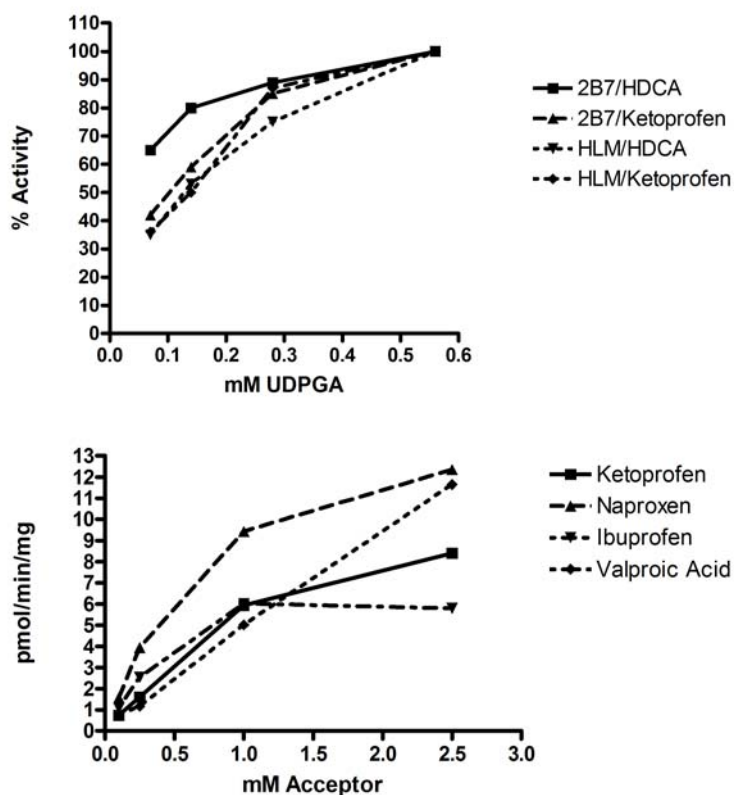 % Activity
100
90
80
70
60
50
40
30
20
10
0
0.0 0.1 0.2 0.3 0.4 0.5 0.6
mM UDPGA
2B7/HDCA
2B7/Ketoprofen
HLM/HDCA
HLM/Ketoprofen
pmol/min/mg
13
12
11
10
9
8
7
6
5
4
3
2
1
0
0.0 0.5 1.0 1.5 2.0 2.5 3.0
mM Acceptor
Ketoprofen
Naproxen
Ibuprofen
Valproic Acid